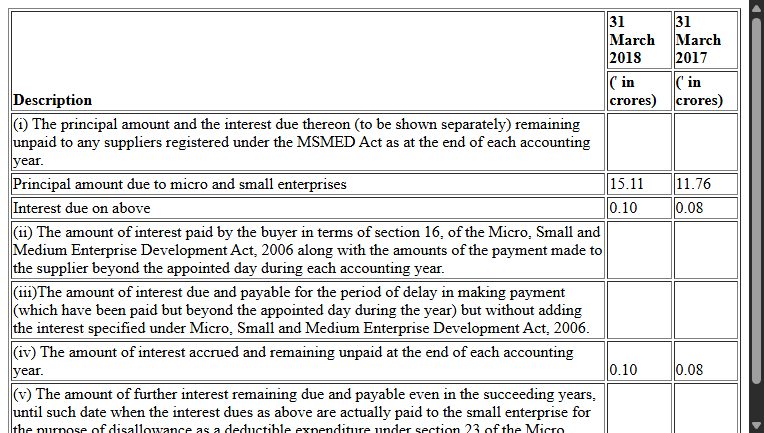 Description
31
March
2018
31
March
2017
(' in
crores)
(' in
crores)
(i) The principal amount and the interest due thereon (to be shown separately) remaining
unpaid to any suppliers registered under the MSMED Act as at the end of each accounting
year.
Principal amount due to micro and small enterprises 15.11 11.76
Interest due on above 0.10 0.08
(ii) The amount of interest paid by the buyer in terms of section 16, of the Micro, Small and
Medium Enterprise Development Act, 2006 along with the amounts of the payment made to
the supplier beyond the appointed day during each accounting year.
(iii)The amount of interest due and payable for the period of delay in making payment
(which have been paid but beyond the appointed day during the year) but without adding
the interest specified under Micro, Small and Medium Enterprise Development Act, 2006.
(iv) The amount of interest accrued and remaining unpaid at the end of each accounting
year. 0.10 0.08
(v) The amount of further interest remaining due and payable even in the succeeding years,
until such date when the interest dues as above are actually paid to the small enterprise for
the purpose of disallowance as a deductible expenditure under section 23 of the Micro,